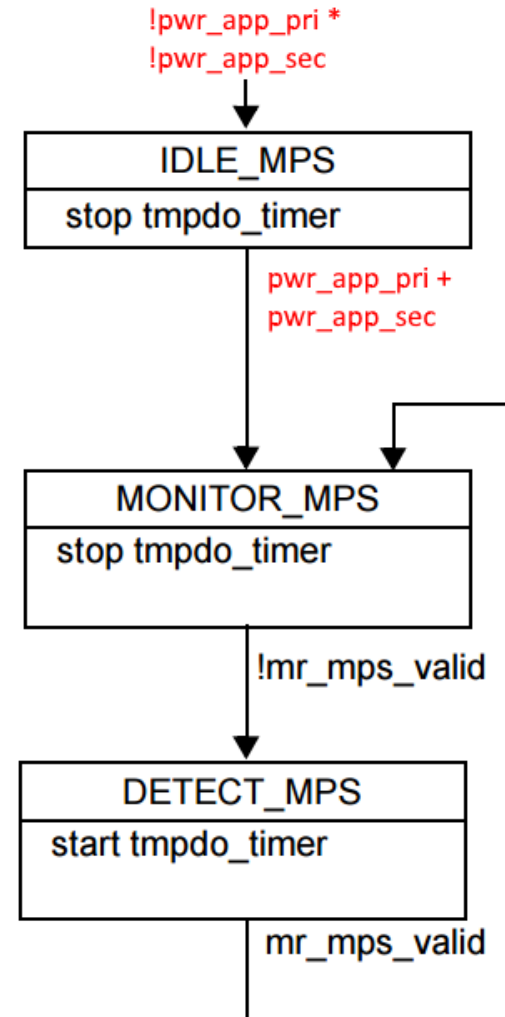 !pwr_app_pri *
!pwr_app_sec
IDLE_MPS
stop tmpdo_timer
pwr_app_pri +
pwr_app_sec
MONITOR_MPS
stop tmpdo_timer
!mr_mps_valid
DETECT_MPS
start tmpdo_timer
mr_mps_valid